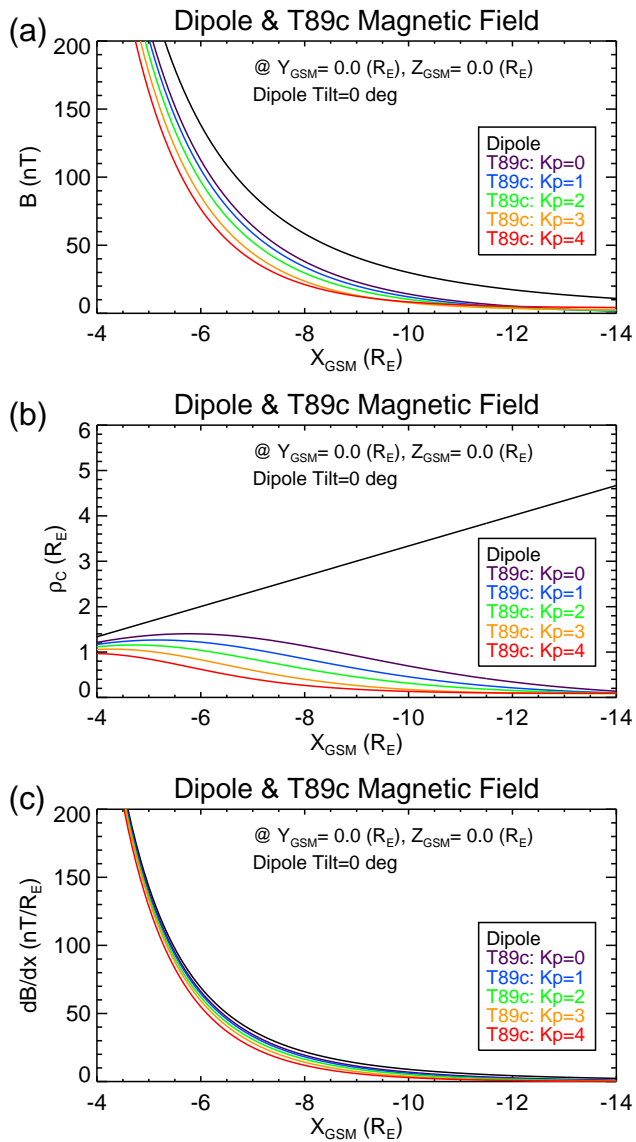 (a)
Dipole & T89c Magnetic Field
@ Y_GSM= 0.0 (R_E), Z_GSM= 0.0 (R_E)
Dipole Tilt=0 deg
B (nT)
200
150
100
50
0
Dipole
T89c: Kp=0
T89c: Kp=1
T89c: Kp=2
T89c: Kp=3
T89c: Kp=4
-4 -6 -8 -10 -12 -14
X_GSM (R_E)
(b)
Dipole & T89c Magnetic Field
@ Y_GSM= 0.0 (R_E), Z_GSM= 0.0 (R_E)
Dipole Tilt=0 deg
ρ_C (R_E)
6
5
4
3
2
1
0
Dipole
T89c: Kp=0
T89c: Kp=1
T89c: Kp=2
T89c: Kp=3
T89c: Kp=4
-4 -6 -8 -10 -12 -14
X_GSM (R_E)
(c)
Dipole & T89c Magnetic Field
@ Y_GSM= 0.0 (R_E), Z_GSM= 0.0 (R_E)
Dipole Tilt=0 deg
dB/dx (nT/R_E)
200
150
100
50
0
Dipole
T89c: Kp=0
T89c: Kp=1
T89c: Kp=2
T89c: Kp=3
T89c: Kp=4
-4 -6 -8 -10 -12 -14
X_GSM (R_E)